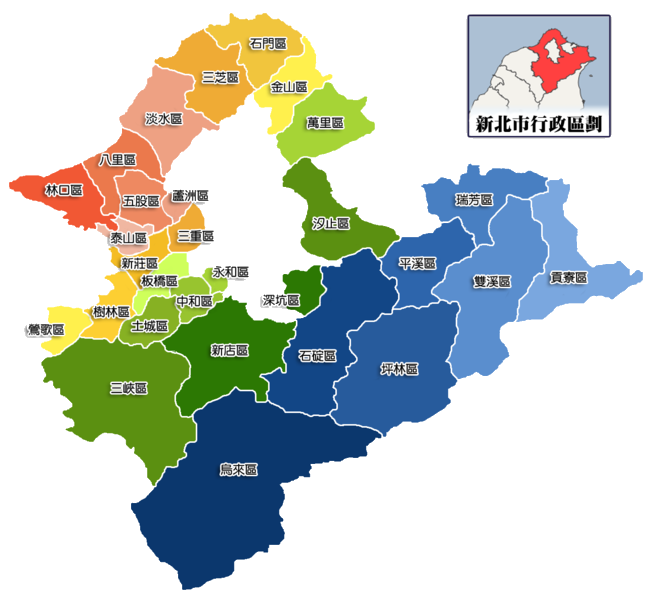 石門區
三芝區
金山區
淡水區
萬里區
新北市行政區劃
八里區
林口區
五股區
蘆洲區
瑞芳區
汐止區
泰山區
三重區
新莊區
平溪區
永和區
板橋區
雙溪區
貢寮區
中和區
深坑區
樹林區
土城區
鶯歌區
新店區
石碇區
坪林區
三峽區
烏來區